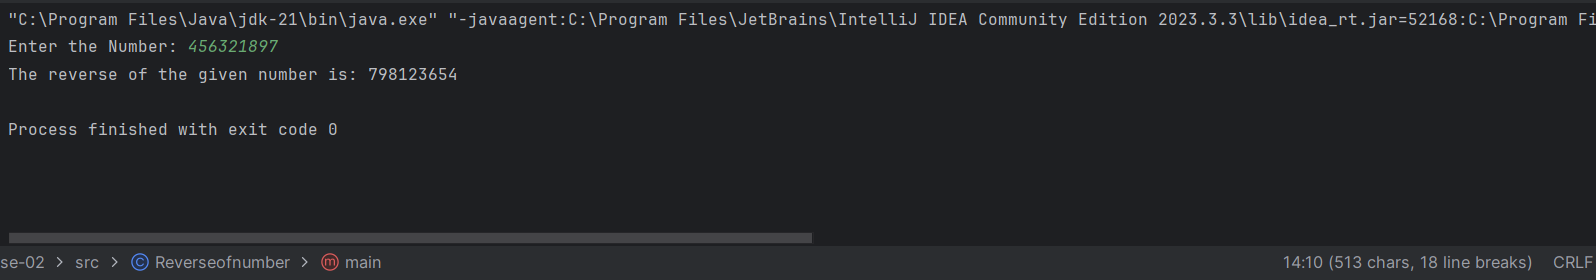 "C:\Program Files\Java\jdk-21\bin\java.exe" "-javaagent:C:\Program Files\JetBrains\IntelliJ IDEA Community Edition 2023.3.3\lib\idea_rt.jar=52168:C:\Program Fi
Enter the Number: 456321897
The reverse of the given number is: 798123654
Process finished with exit code 0
se-02 > src > Reverseofnumber > main 14:10 (513 chars, 18 line breaks) CRLF